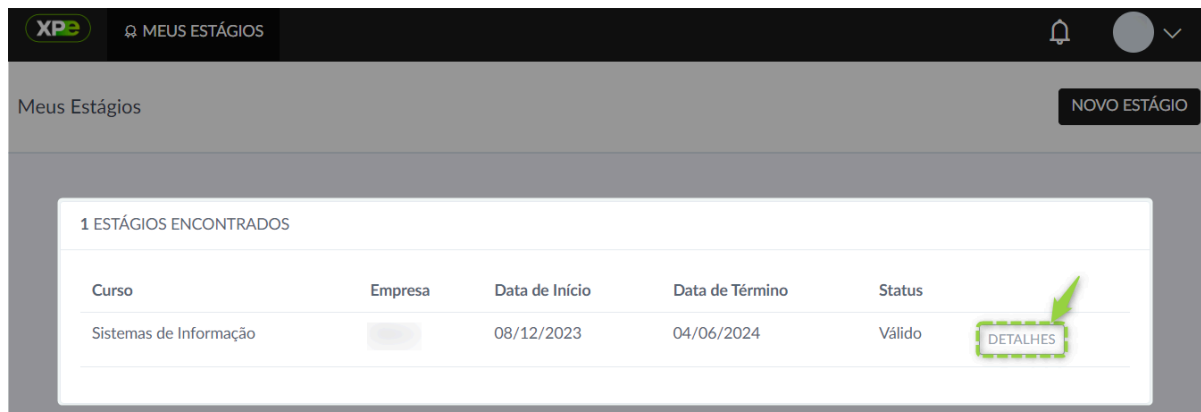 XPe MEUS ESTÁGIOS
Meus Estágios NOVO ESTÁGIO
1 ESTÁGIOS ENCONTRADOS
Curso Empresa Data de Início Data de Término Status
Sistemas de Informação 08/12/2023 04/06/2024 Válido DETALHES